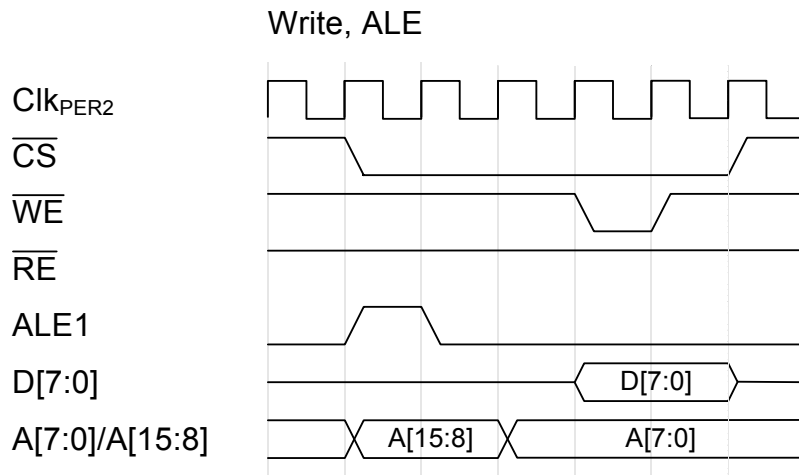 Write, ALE
ClkPER2
CS
WE
RE
ALE1
D[7:0] D[7:0]
A[7:0]/A[15:8] A[15:8] A[7:0]